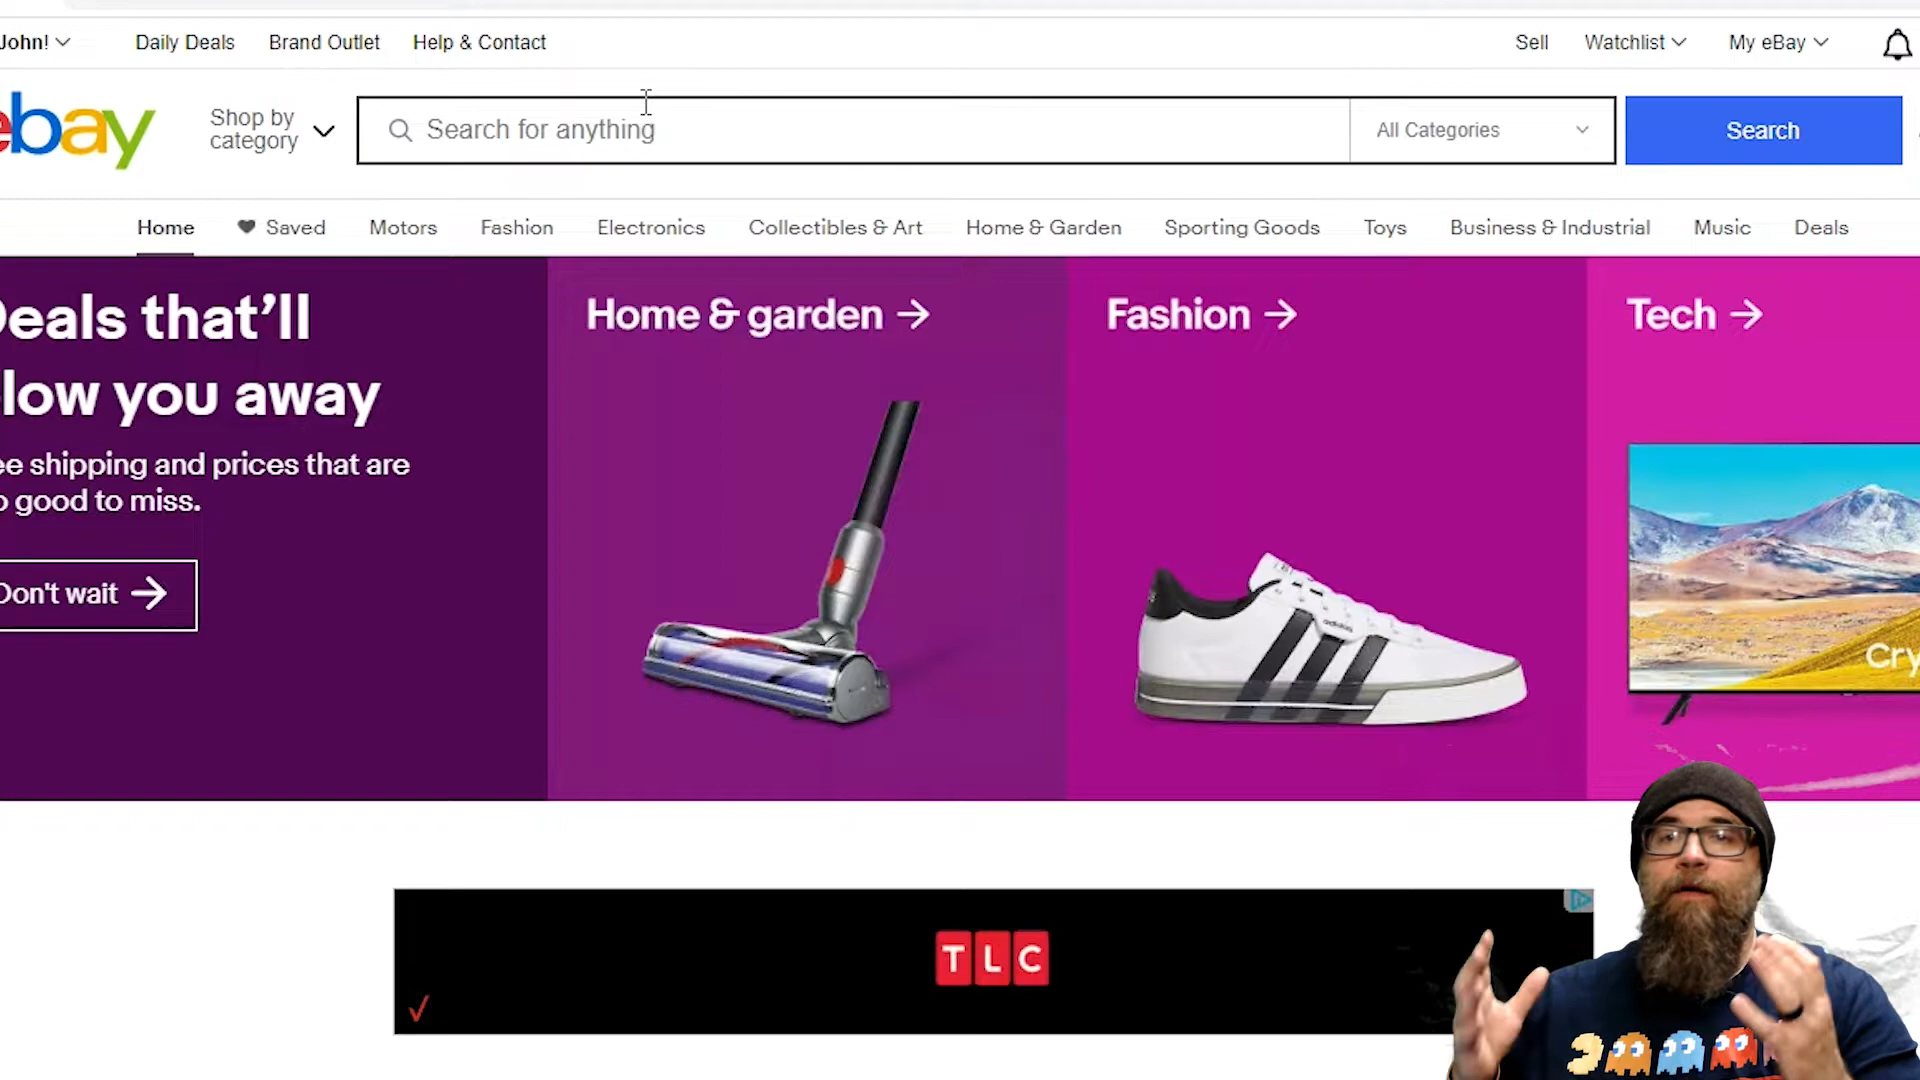 John! Daily Deals Brand Outlet Help & Contact Sell Watchlist My eBay
ebay Shop by category Search for anything All Categories Search
Home Saved Motors Fashion Electronics Collectibles & Art Home & Garden Sporting Goods Toys Business & Industrial Music Deals
Deals that'll
low you away
ee shipping and prices that are
o good to miss.
Don't wait
Home & garden
Fashion
Tech
adidas
Cry
TLC